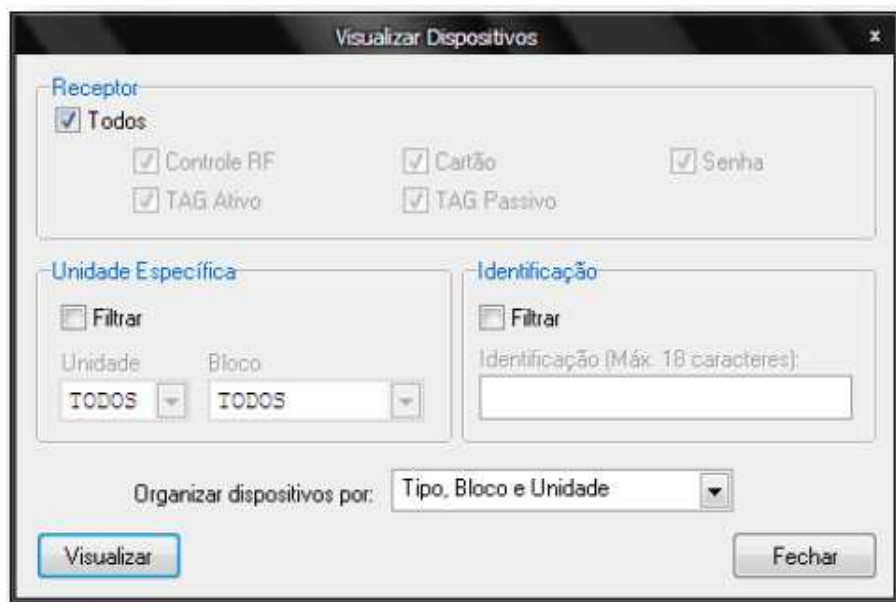 Visualizar Dispositivos x
Receptor
Todos
Controle RF Cartão Senha
TAG Ativo TAG Passivo
Unidade Específica Identificação
Filtrar Filtrar
Unidade Bloco Identificação (Máx. 18 caracteres):
TODOS TODOS
Organizar dispositivos por: Tipo, Bloco e Unidade
Visualizar Fechar